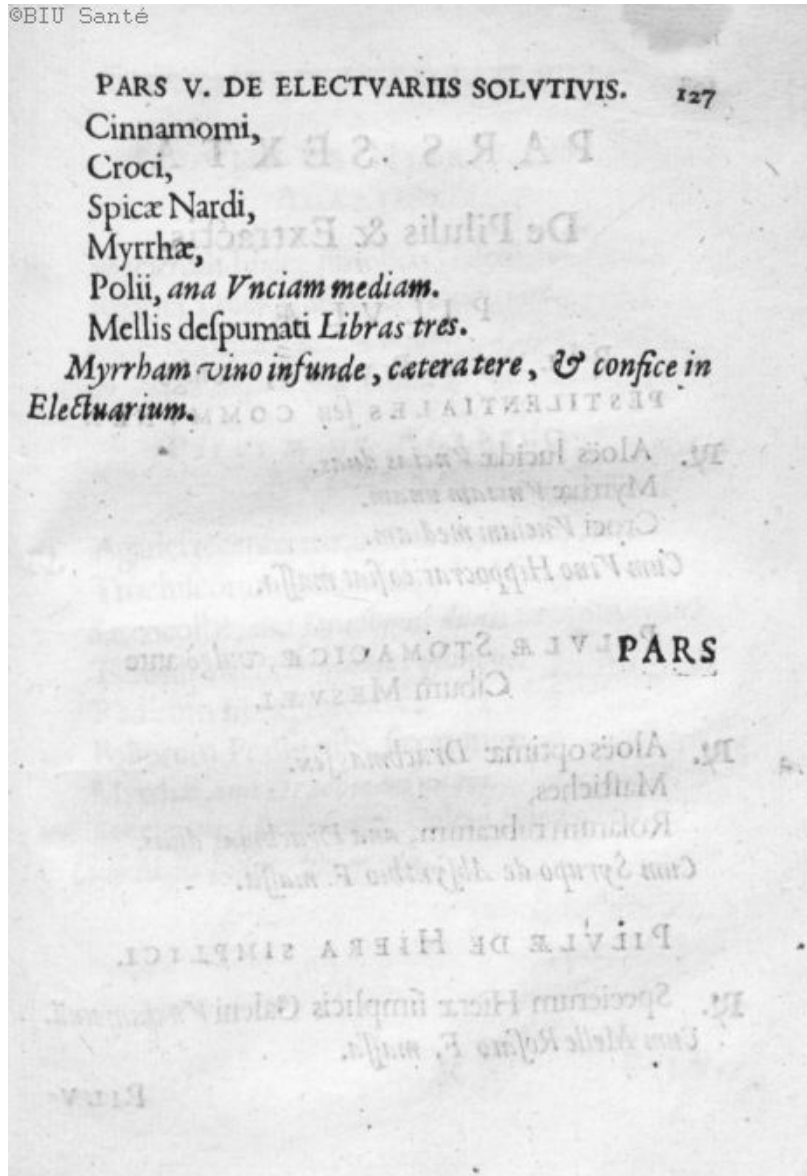 ©BIU Santé
PARS V. DE ELECTVARIIS SOLVTIVIS. 127
Cinnamomi,
Croci,
Spicæ Nardi,
Myrrhæ,
Polii, ana Vnciam mediam.
Mellis deſpumati Libras tres.
Myrrham vino infunde, cætera tere, & confice in
Electuarium.
PARS